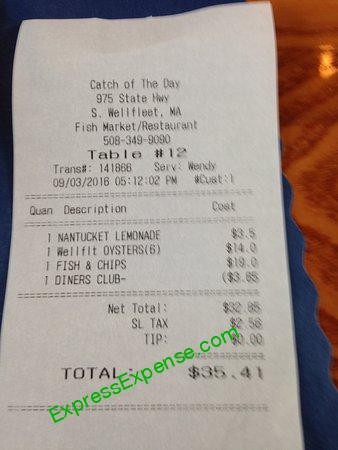 Catch of The Day
975 State Hwy
S. Wellfleet, MA
Fish Market/Restaurant
508-349-9090
Table #12
Trans#: 141866 Serv: Wendy
09/03/2016 05:12:02 PM #Cust:1
Quan Description Cost
1 NANTUCKET LEMONADE $3.5
1 Wellflt OYSTERS(6) $14.0
1 FISH & CHIPS $19.0
1 DINERS CLUB- ($3.65
Net Total: $32.85
SL TAX $2.56
TIP: $0.00
TOTAL: $35.41
ExpressExpense.com